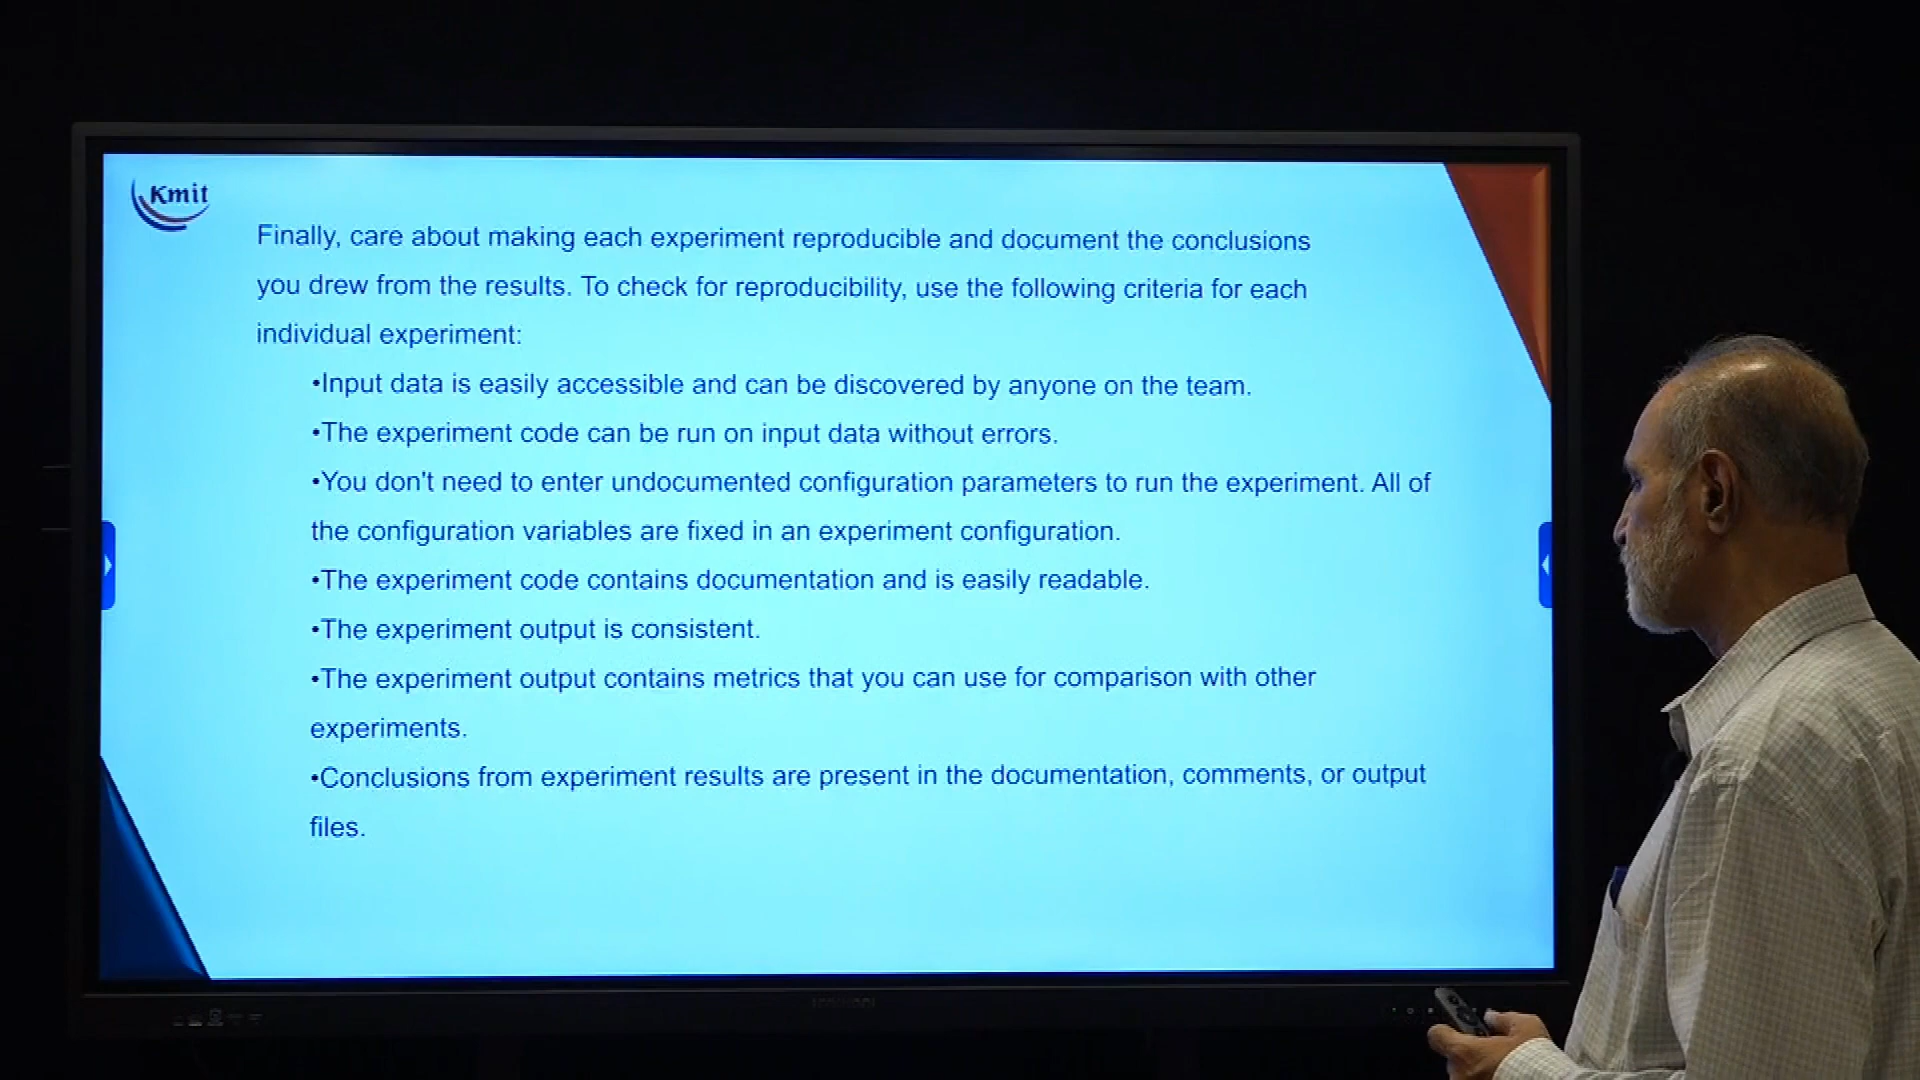 Kmit
Finally, care about making each experiment reproducible and document the conclusions
you drew from the results. To check for reproducibility, use the following criteria for each
individual experiment:
•Input data is easily accessible and can be discovered by anyone on the team.
•The experiment code can be run on input data without errors.
•You don't need to enter undocumented configuration parameters to run the experiment. All of
the configuration variables are fixed in an experiment configuration.
•The experiment code contains documentation and is easily readable.
•The experiment output is consistent.
•The experiment output contains metrics that you can use for comparison with other
experiments.
•Conclusions from experiment results are present in the documentation, comments, or output
files.